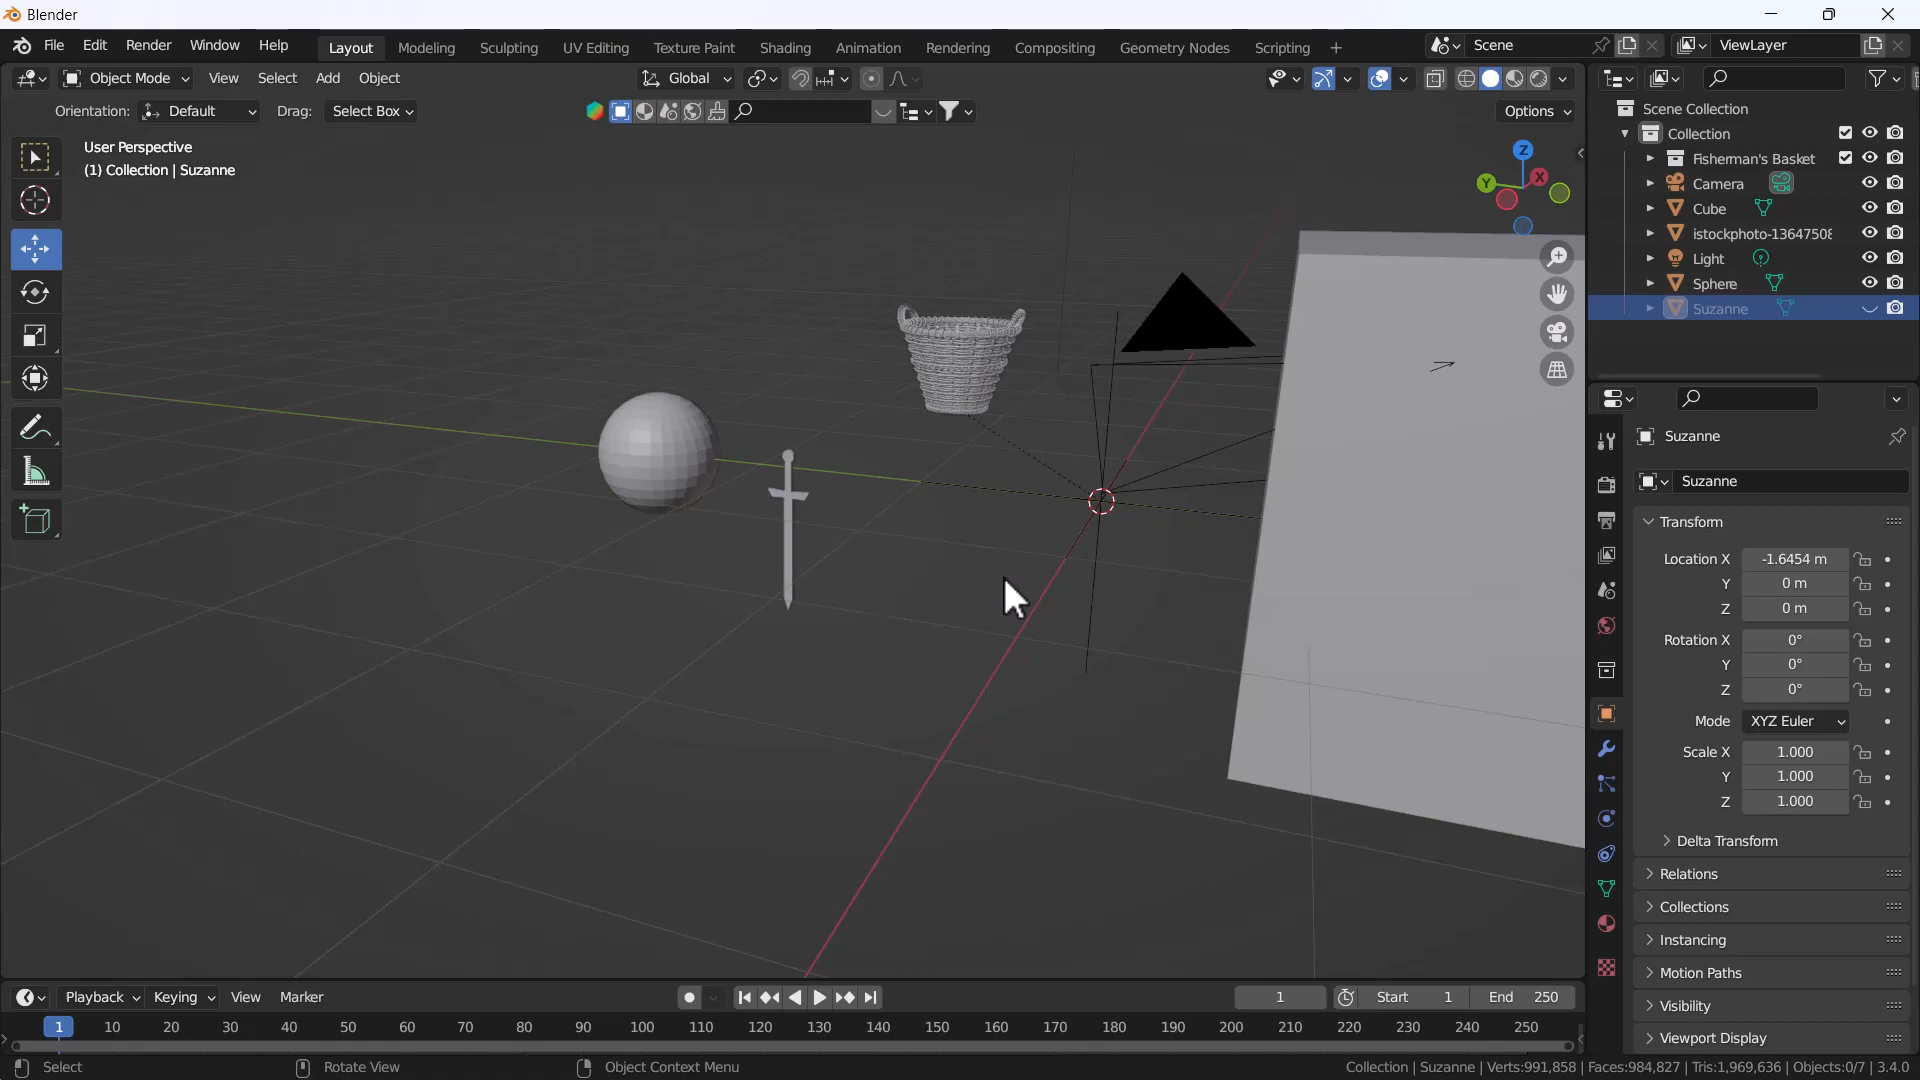 Blender
File Edit Render Window Help Layout Modeling Sculpting UV Editing Texture Paint Shading Animation Rendering Compositing Geometry Nodes Scripting + Scene ViewLayer
Object Mode View Select Add Object Global
Orientation: Default Drag: Select Box Options
User Perspective
(1) Collection | Suzanne
Z
Y
X
Scene Collection
Collection
Fisherman's Basket
Camera
Cube
istockphoto-1364750
Light
Sphere
Suzanne
Suzanne
Suzanne
Transform
Location X -1.6454 m
Y 0 m
Z 0 m
Rotation X 0°
Y 0°
Z 0°
Mode XYZ Euler
Scale X 1.000
Y 1.000
Z 1.000
Delta Transform
Relations
Collections
Instancing
Motion Paths
Visibility
Viewport Display
Playback Keying View Marker 1 Start 1 End 250
1 10 20 30 40 50 60 70 80 90 100 110 120 130 140 150 160 170 180 190 200 210 220 230 240 250
Select Rotate View Object Context Menu Collection | Suzanne | Verts:991,858 | Faces:984,827 | Tris:1,969,636 | Objects:0/7 | 3.4.0